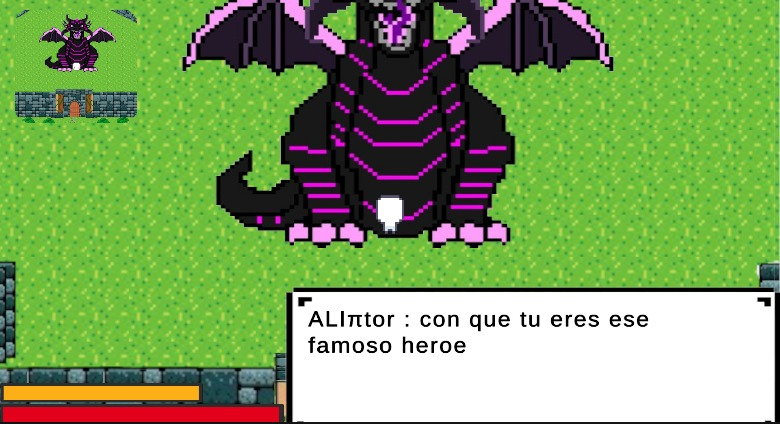 ALIπtor : con que tu eres ese
famoso heroe